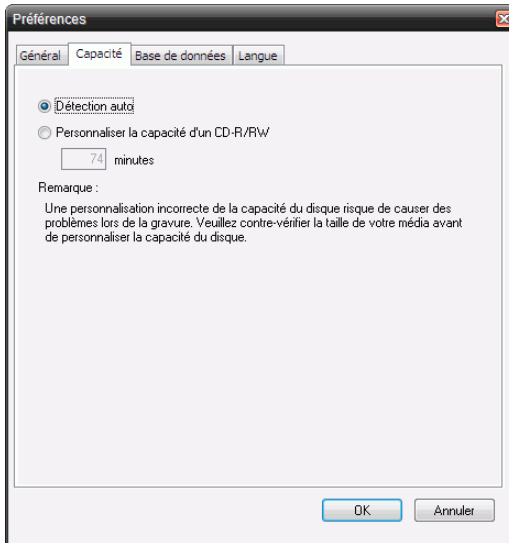 Préférences
Général Capacité Base de données Langue
Détection auto
Personnaliser la capacité d'un CD-R/RW
74 minutes
Remarque :
Une personnalisation incorrecte de la capacité du disque risque de causer des
problèmes lors de la gravure. Veuillez contre-vérifier la taille de votre média avant
de personnaliser la capacité du disque.
OK Annuler